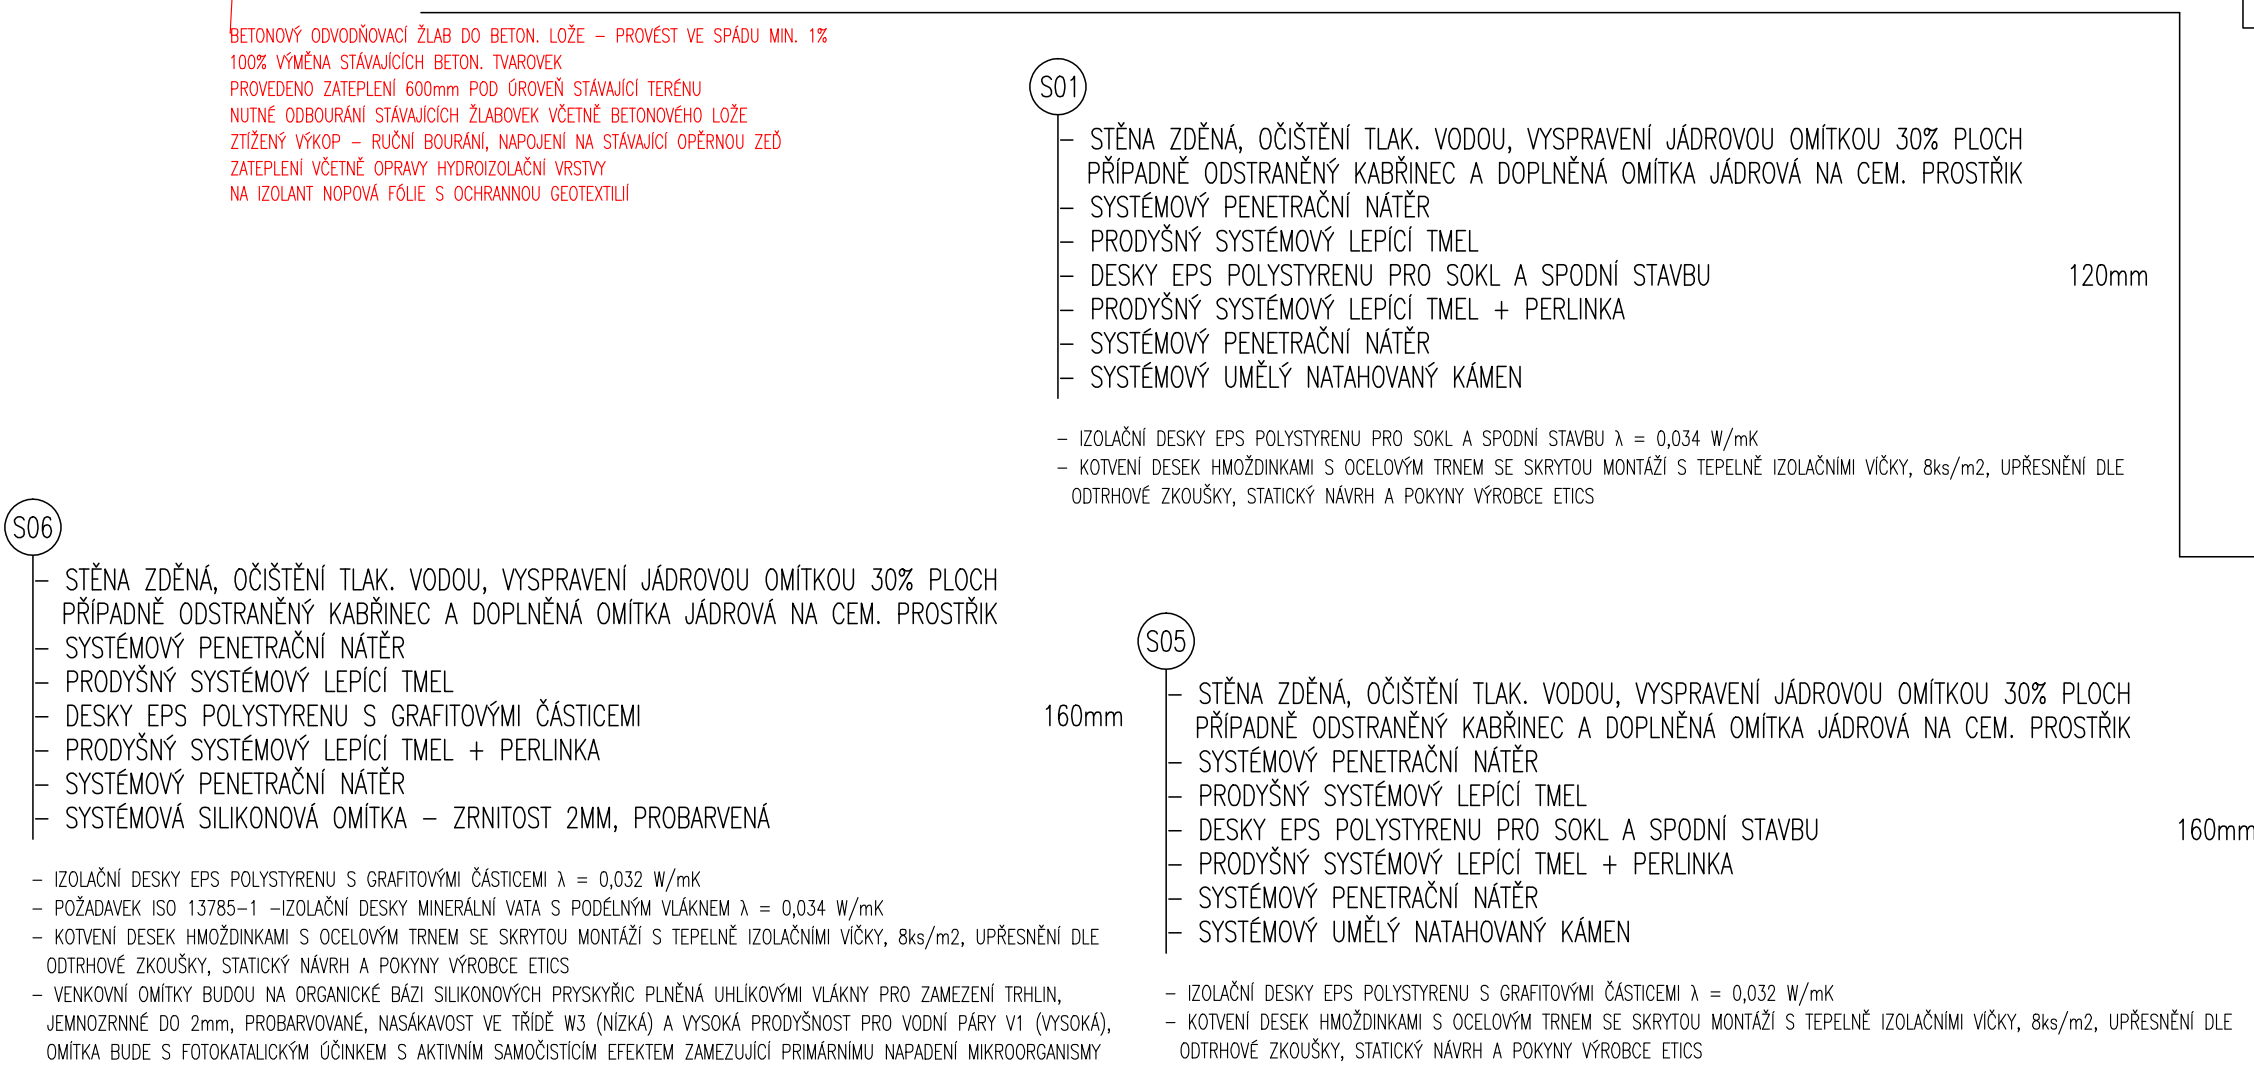 BETONOVÝ ODVODŇOVACÍ ŽLAB DO BETON. LOŽE – PROVÉST VE SPÁDU MIN. 1%
100% VÝMĚNA STÁVAJÍCÍCH BETON. TVAROVEK
PROVEDENO ZATEPLENÍ 600mm POD ÚROVEŇ STÁVAJÍCÍ TERÉNU
NUTNÉ ODBOURÁNÍ STÁVAJÍCÍCH ŽLABOVEK VČETNĚ BETONOVÉHO LOŽE
ZTÍŽENÝ VÝKOP – RUČNÍ BOURÁNÍ, NAPOJENÍ NA STÁVAJÍCÍ OPĚRNOU ZEĎ
ZATEPLENÍ VČETNĚ OPRAVY HYDROIZOLAČNÍ VRSTVY
NA IZOLANT NOPOVÁ FÓLIE S OCHRANNOU GEOTEXTILIÍ
S01
– STĚNA ZDĚNÁ, OČIŠTĚNÍ TLAK. VODOU, VYSPRAVENÍ JÁDROVOU OMÍTKOU 30% PLOCH
PŘÍPADNĚ ODSTRANĚNÝ KABŘINEC A DOPLNĚNÁ OMÍTKA JÁDROVÁ NA CEM. PROSTŘIK
– SYSTÉMOVÝ PENETRAČNÍ NÁTĚR
– PRODYŠNÝ SYSTÉMOVÝ LEPÍCÍ TMEL
– DESKY EPS POLYSTYRENU PRO SOKL A SPODNÍ STAVBU 120mm
– PRODYŠNÝ SYSTÉMOVÝ LEPÍCÍ TMEL + PERLINKA
– SYSTÉMOVÝ PENETRAČNÍ NÁTĚR
– SYSTÉMOVÝ UMĚLÝ NATAHOVANÝ KÁMEN
– IZOLAČNÍ DESKY EPS POLYSTYRENU PRO SOKL A SPODNÍ STAVBU λ = 0,034 W/mK
– KOTVENÍ DESEK HMOŽDINKAMI S OCELOVÝM TRNEM SE SKRYTOU MONTÁŽÍ S TEPELNĚ IZOLAČNÍMI VÍČKY, 8ks/m2, UPŘESNĚNÍ DLE
ODTRHOVÉ ZKOUŠKY, STATICKÝ NÁVRH A POKYNY VÝROBCE ETICS
S06
– STĚNA ZDĚNÁ, OČIŠTĚNÍ TLAK. VODOU, VYSPRAVENÍ JÁDROVOU OMÍTKOU 30% PLOCH
PŘÍPADNĚ ODSTRANĚNÝ KABŘINEC A DOPLNĚNÁ OMÍTKA JÁDROVÁ NA CEM. PROSTŘIK
– SYSTÉMOVÝ PENETRAČNÍ NÁTĚR
– PRODYŠNÝ SYSTÉMOVÝ LEPÍCÍ TMEL
– DESKY EPS POLYSTYRENU S GRAFITOVÝMI ČÁSTICEMI 160mm
– PRODYŠNÝ SYSTÉMOVÝ LEPÍCÍ TMEL + PERLINKA
– SYSTÉMOVÝ PENETRAČNÍ NÁTĚR
– SYSTÉMOVÁ SILIKONOVÁ OMÍTKA – ZRNITOST 2MM, PROBARVENÁ
– IZOLAČNÍ DESKY EPS POLYSTYRENU S GRAFITOVÝMI ČÁSTICEMI λ = 0,032 W/mK
– POŽADAVEK ISO 13785–1 –IZOLAČNÍ DESKY MINERÁLNÍ VATA S PODÉLNÝM VLÁKNEM λ = 0,034 W/mK
– KOTVENÍ DESEK HMOŽDINKAMI S OCELOVÝM TRNEM SE SKRYTOU MONTÁŽÍ S TEPELNĚ IZOLAČNÍMI VÍČKY, 8ks/m2, UPŘESNĚNÍ DLE
ODTRHOVÉ ZKOUŠKY, STATICKÝ NÁVRH A POKYNY VÝROBCE ETICS
– VENKOVNÍ OMÍTKY BUDOU NA ORGANICKÉ BÁZI SILIKONOVÝCH PRYSKYŘIC PLNĚNÁ UHLÍKOVÝMI VLÁKNY PRO ZAMEZENÍ TRHLIN,
JEMNOZRNNÉ DO 2mm, PROBARVOVANÉ, NASÁKAVOST VE TŘÍDĚ W3 (NÍZKÁ) A VYSOKÁ PRODYŠNOST PRO VODNÍ PÁRY V1 (VYSOKÁ),
OMÍTKA BUDE S FOTOKATALICKÝM ÚČINKEM S AKTIVNÍM SAMOČISTÍCÍM EFEKTEM ZAMEZUJÍCÍ PRIMÁRNÍMU NAPADENÍ MIKROORGANISMY
S05
– STĚNA ZDĚNÁ, OČIŠTĚNÍ TLAK. VODOU, VYSPRAVENÍ JÁDROVOU OMÍTKOU 30% PLOCH
PŘÍPADNĚ ODSTRANĚNÝ KABŘINEC A DOPLNĚNÁ OMÍTKA JÁDROVÁ NA CEM. PROSTŘIK
– SYSTÉMOVÝ PENETRAČNÍ NÁTĚR
– PRODYŠNÝ SYSTÉMOVÝ LEPÍCÍ TMEL
– DESKY EPS POLYSTYRENU PRO SOKL A SPODNÍ STAVBU 160mm
– PRODYŠNÝ SYSTÉMOVÝ LEPÍCÍ TMEL + PERLINKA
– SYSTÉMOVÝ PENETRAČNÍ NÁTĚR
– SYSTÉMOVÝ UMĚLÝ NATAHOVANÝ KÁMEN
– IZOLAČNÍ DESKY EPS POLYSTYRENU S GRAFITOVÝMI ČÁSTICEMI λ = 0,032 W/mK
– KOTVENÍ DESEK HMOŽDINKAMI S OCELOVÝM TRNEM SE SKRYTOU MONTÁŽÍ S TEPELNĚ IZOLAČNÍMI VÍČKY, 8ks/m2, UPŘESNĚNÍ DLE
ODTRHOVÉ ZKOUŠKY, STATICKÝ NÁVRH A POKYNY VÝROBCE ETICS